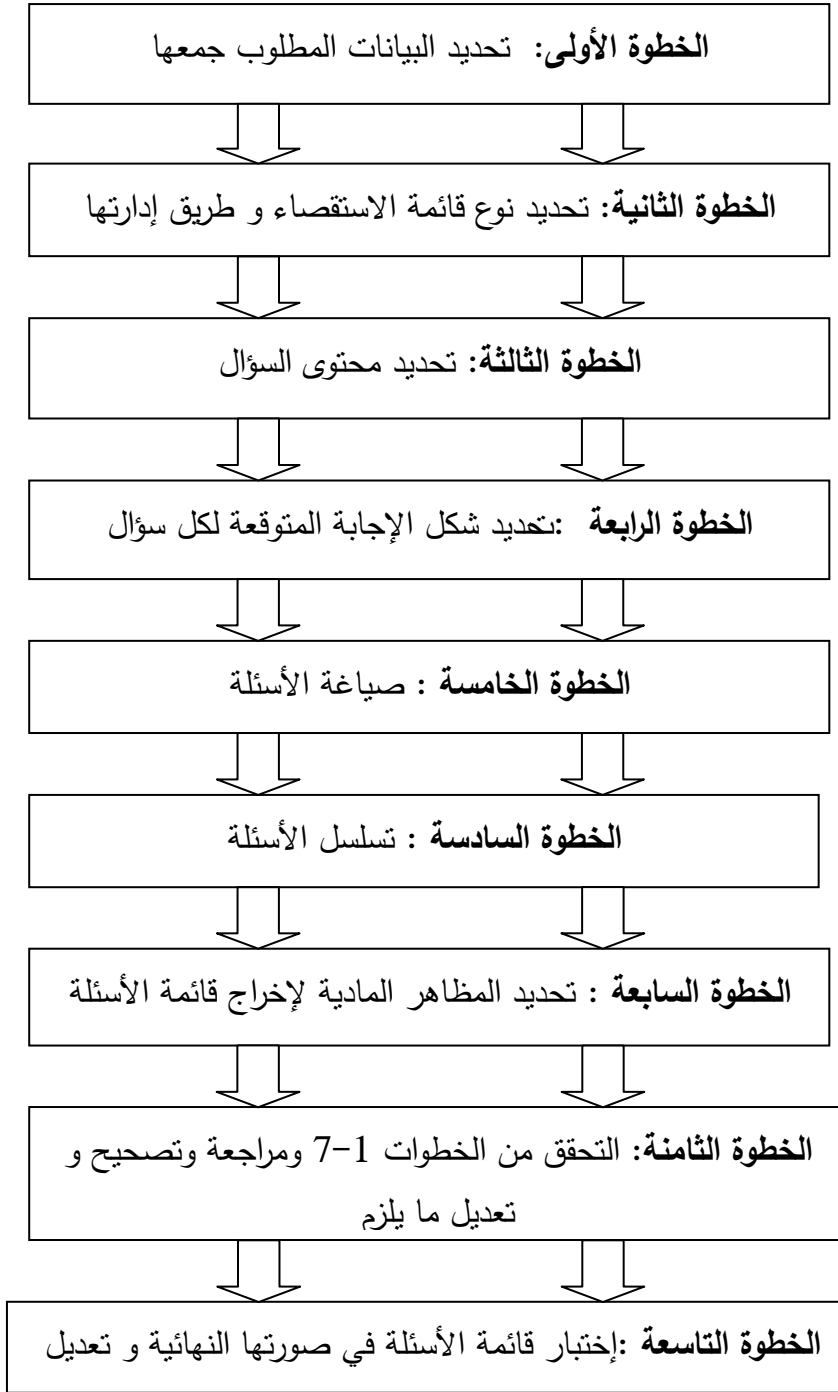 الخطوة الأولى: تحديد البيانات المطلوب جمعها
الخطوة الثانية: تحديد نوع قائمة الاستقصاء و طريق إدارتها
الخطوة الثالثة: تحديد محتوى السؤال
الخطوة الرابعة :تحديد شكل الإجابة المتوقعة لكل سؤال
الخطوة الخامسة : صياغة الأسئلة
الخطوة السادسة : تسلسل الأسئلة
الخطوة السابعة : تحديد المظاهر المادية لإخراج قائمة الأسئلة
الخطوة الثامنة: التحقق من الخطوات 1-7 ومراجعة وتصحيح و
تعديل ما يلزم
الخطوة التاسعة :إختبار قائمة الأسئلة في صورتها النهائية و تعديل